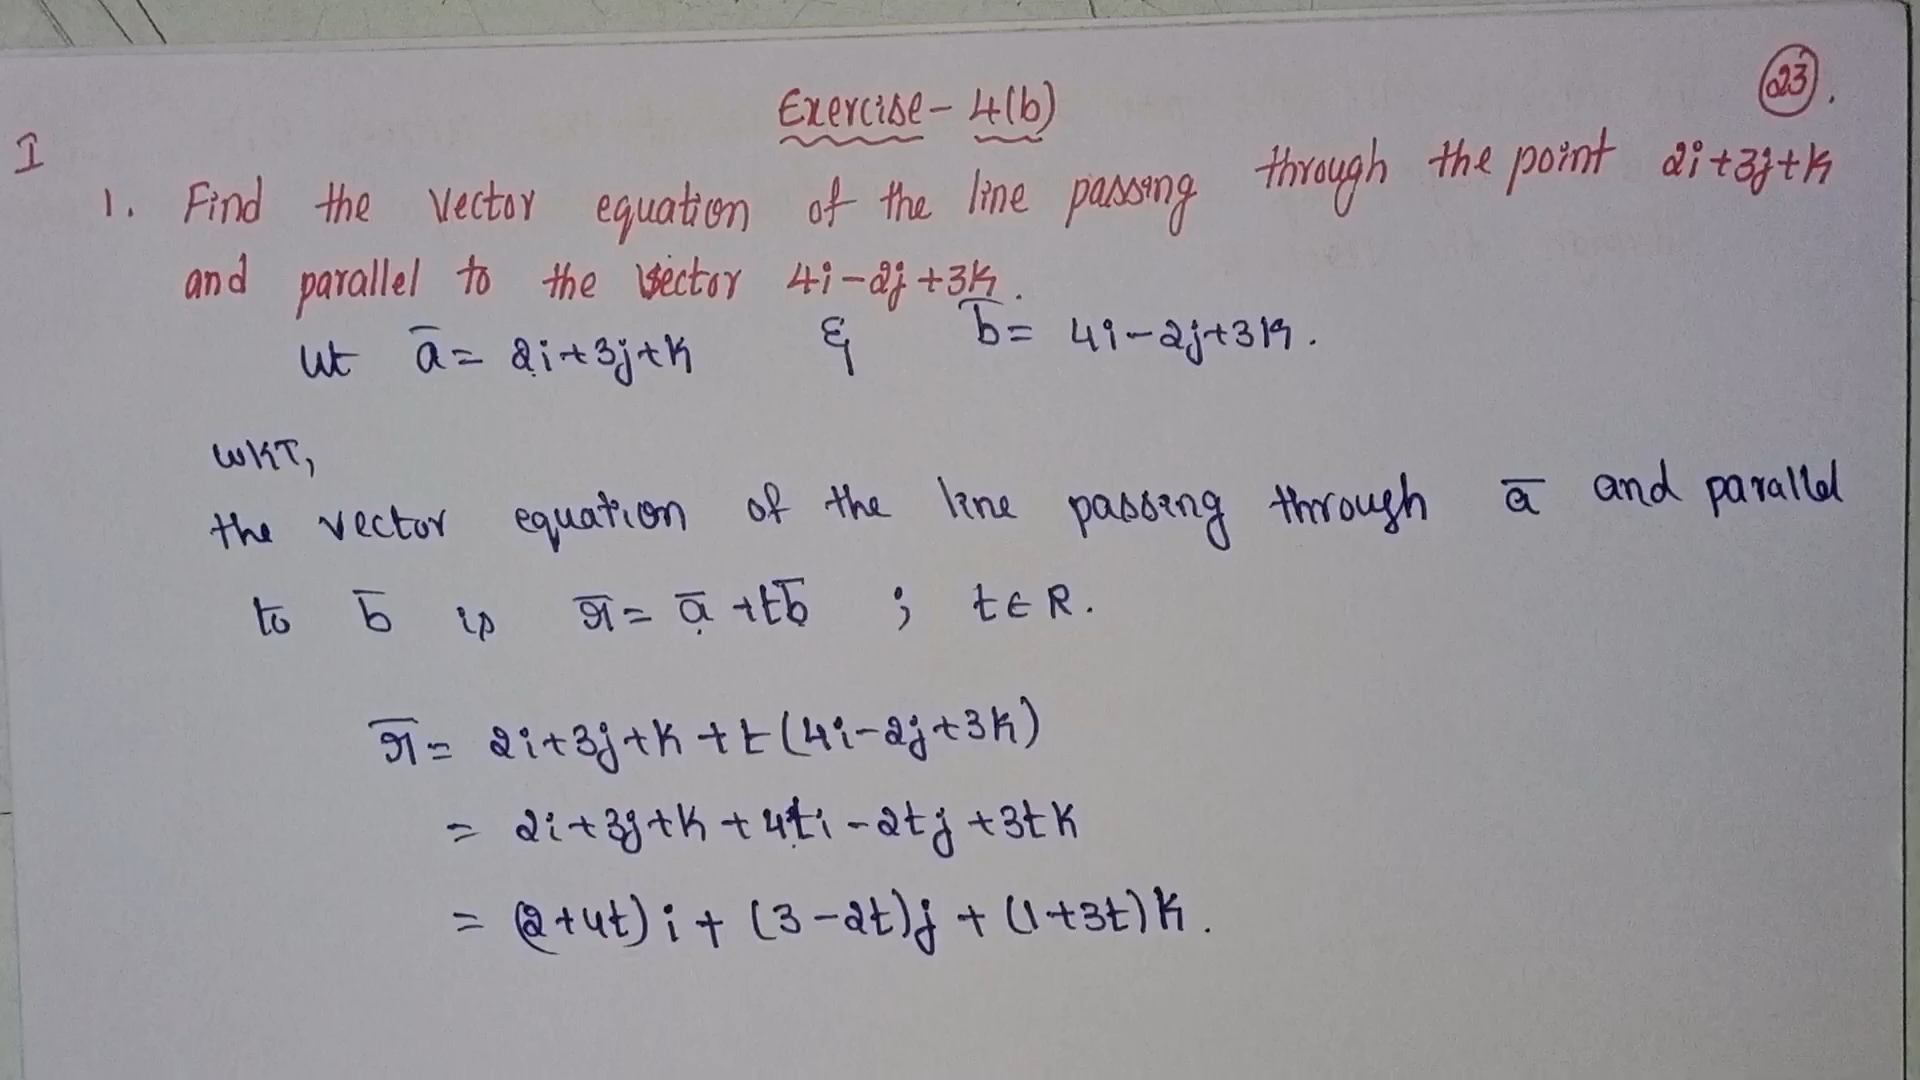 23.
Exercise - 4(b)
I
1. Find the vector equation of the line passing through the point 2i+3j+k
and parallel to the vector 4i-2j+3k.
Let a̅ = 2i+3j+k & b̅ = 4i-2j+3k.
WKT,
the vector equation of the line passing through a̅ and parallel
to b̅ is r̅ = a̅ + tb̅ ; t∈R.
r̅ = 2i+3j+k + t(4i-2j+3k)
= 2i+3j+k+4ti-2tj+3tk
= (2+4t)i + (3-2t)j + (1+3t)k.